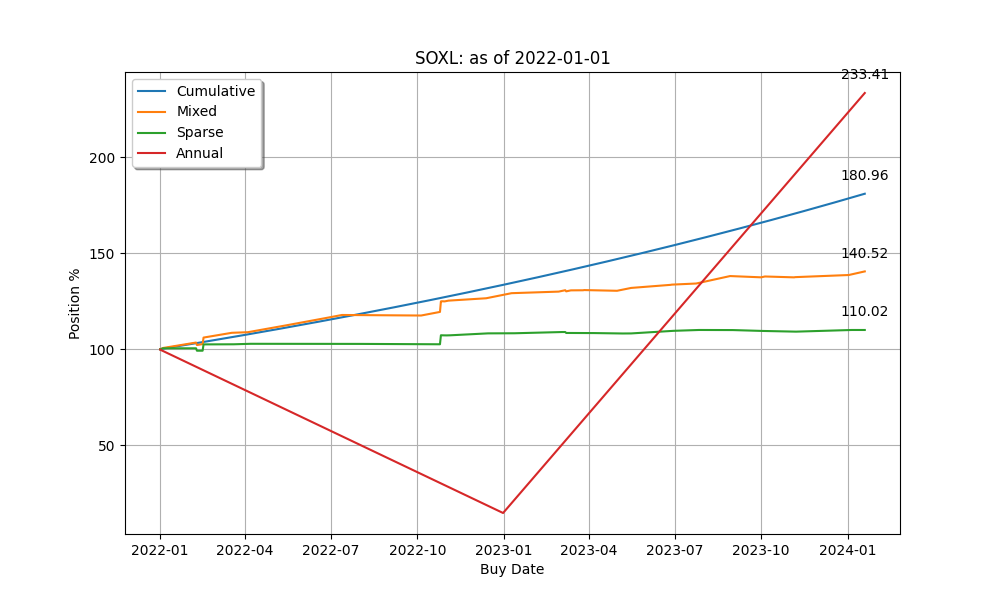 SOXL: as of 2022-01-01
233.41
Cumulative
Mixed
Sparse
Annual
180.96
140.52
110.02
200
150
100
50
Position %
2022-01 2022-04 2022-07 2022-10 2023-01 2023-04 2023-07 2023-10 2024-01
Buy Date